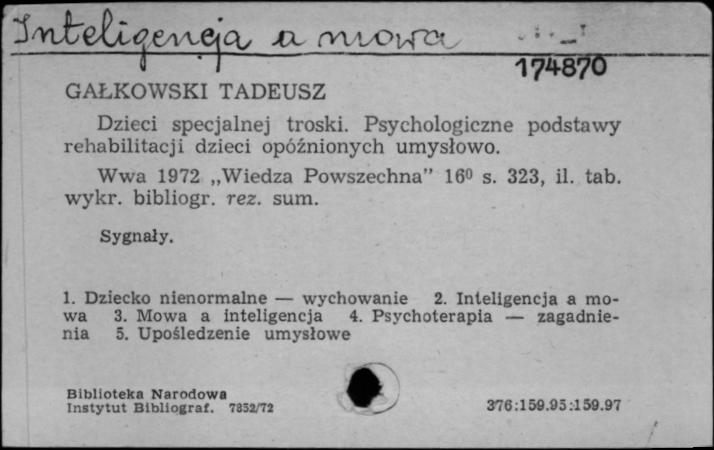 Inteligencja a mowa
174870
GAŁKOWSKI TADEUSZ
Dzieci specjalnej troski. Psychologiczne podstawy
rehabilitacji dzieci opóźnionych umysłowo.
Wwa 1972 „Wiedza Powszechna” 16⁰ s. 323, il. tab.
wykr. bibliogr. rez. sum.
Sygnały.
1. Dziecko nienormalne — wychowanie 2. Inteligencja a mo-
wa 3. Mowa a inteligencja 4. Psychoterapia — zagadnie-
nia 5. Upośledzenie umysłowe
Biblioteka Narodowa
Instytut Bibliograf. 7352/72
376:159.95:159.97